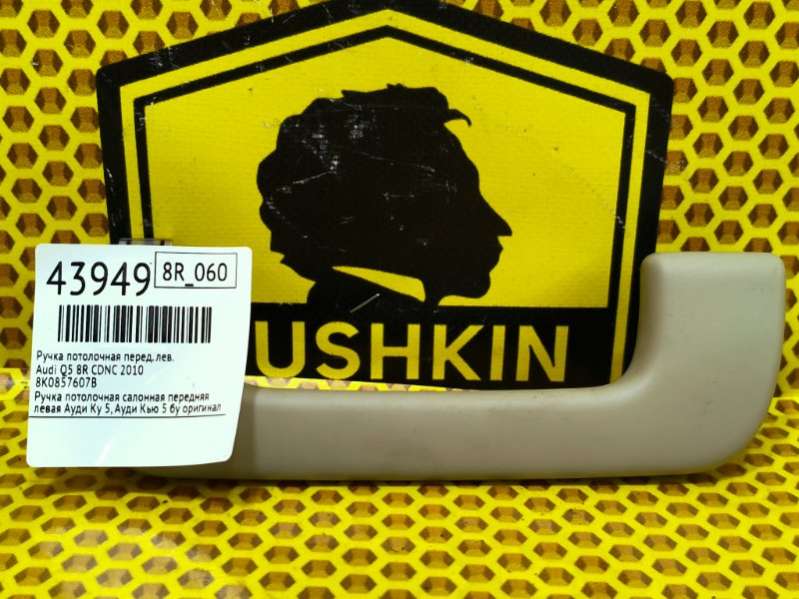 43949
8R_060
Ручка потолочная перед. лев.
Audi Q5 8R CDNC 2010
8K0857607B
Ручка потолочная салонная передняя
левая Ауди Ку 5, Ауди Кью 5 бу оригинал
USHKIN